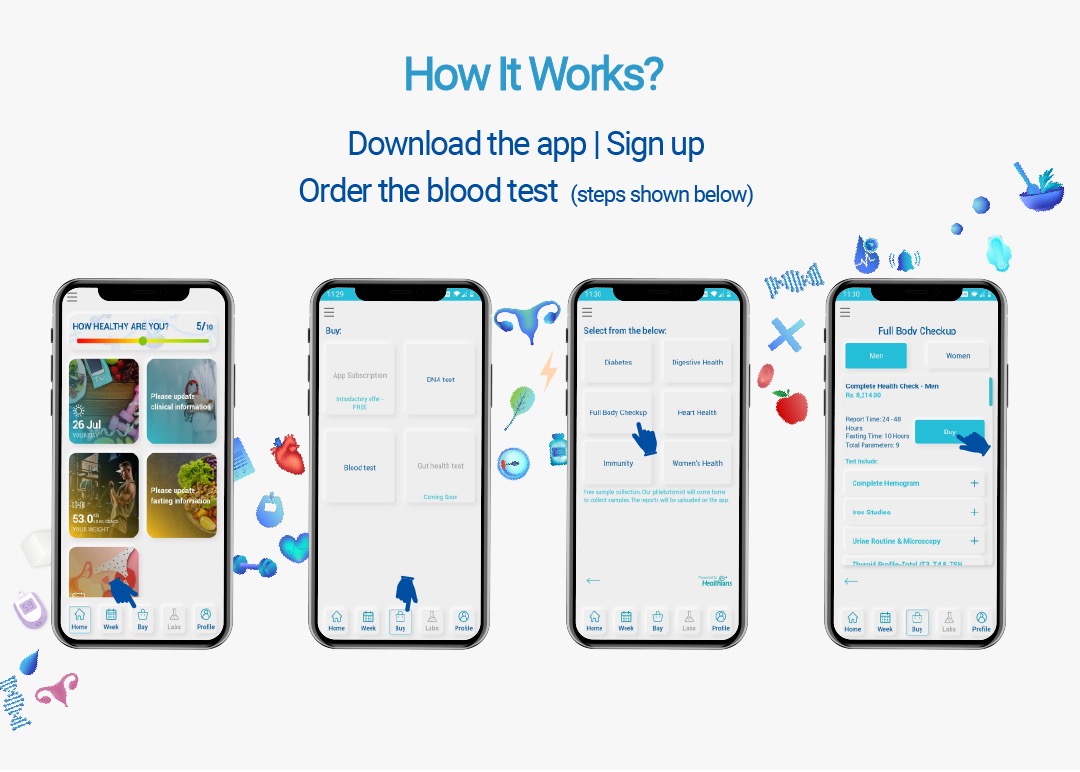 How It Works?
Download the app | Sign up
Order the blood test (steps shown below)
HOW HEALTHY ARE YOU? 5/10
26 Jul
YOUR DAY
Please update
clinical information
53.0
YOUR WEIGHT
Please update
fasting information
Home Week Bay Labs Profile
11:29
Buy:
App Subscription
Introductory offer -
FREE
DNA test
Blood test
Gut health test
Coming Soon
Home Week Buy Labs Profile
11:30
Select from the below:
Diabetes
Digestive Health
Full Body Checkup
Heart Health
Immunity
Women's Health
Free sample collection. Our phlebotomist will come home
to collect samples. The reports will be uploaded on the app.
Powered by
Healthians
Home Week Buy Labs Profile
11:30
Full Body Checkup
Men
Women
Complete Health Check - Men
Rs 8,214.00
Report Time: 24 - 48
Hours
Fasting Time: 10 Hours
Total Parameters: 9
Buy
Test Include:
Complete Hemogram +
Iron Studies +
Urine Routine & Microscopy +
Thyroid Profile-Total (T3, T4 & TSH
Home Week Buy Labs Profile